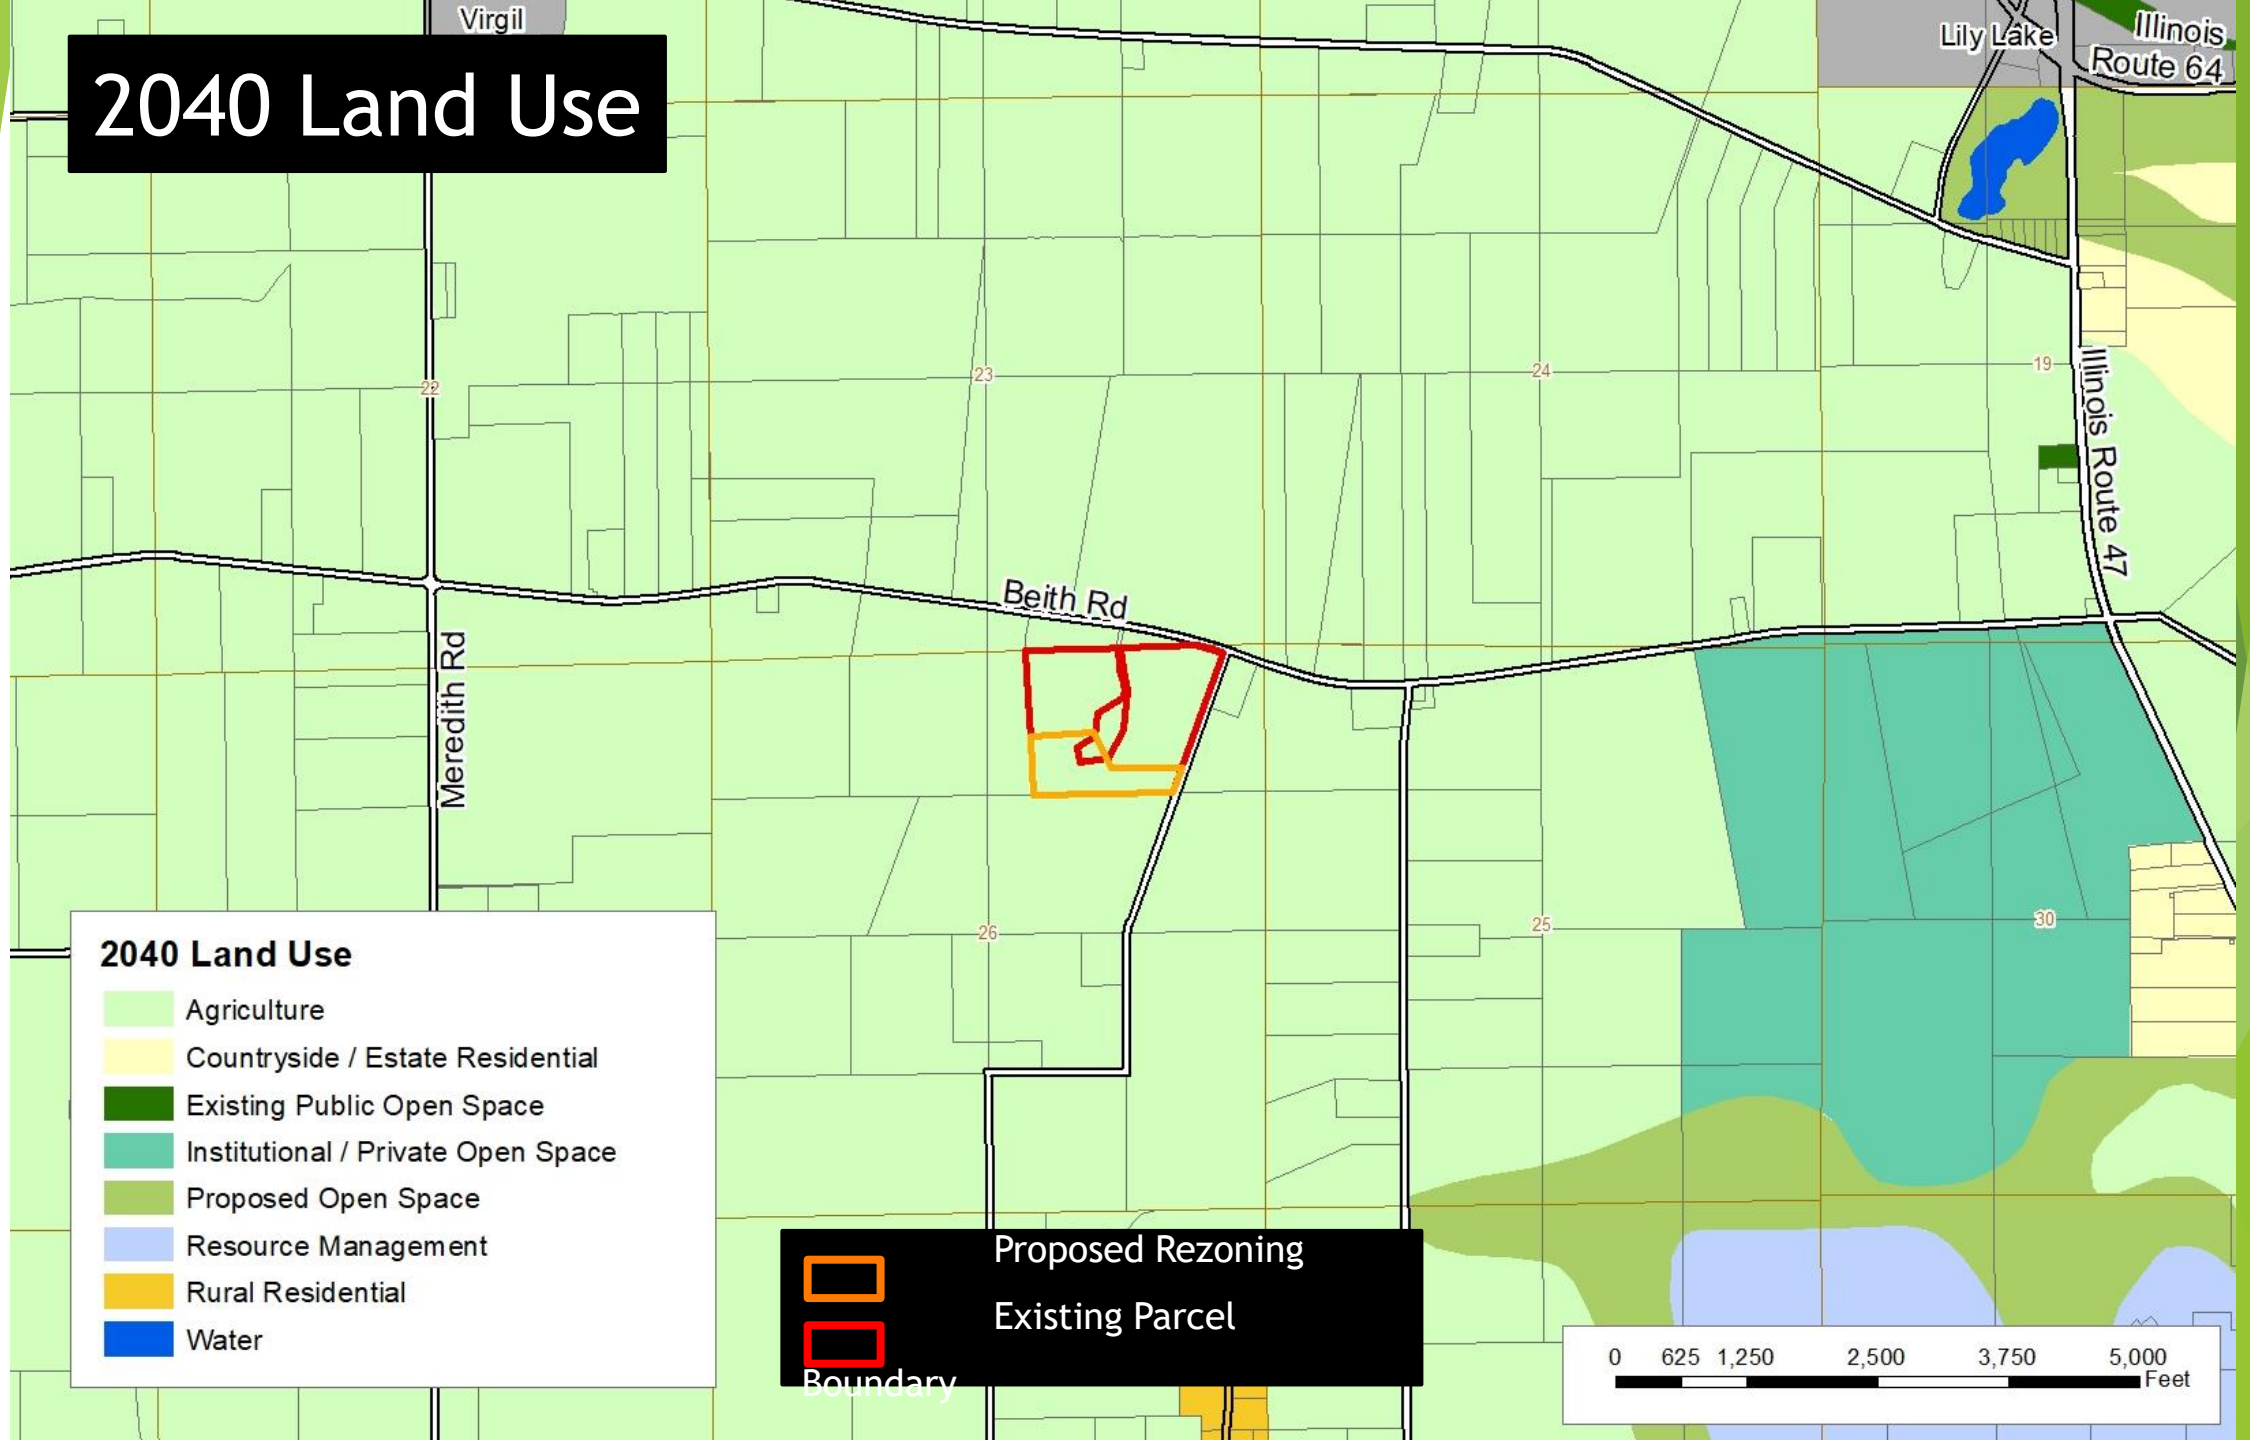 Virgil
Lily Lake
Illinois
Route 64
2040 Land Use
22
23
24
19
Illinois Route 47
Beith Rd
Meredith Rd
26
25
30
2040 Land Use
Agriculture
Countryside / Estate Residential
Existing Public Open Space
Institutional / Private Open Space
Proposed Open Space
Resource Management
Rural Residential
Water
Proposed Rezoning
Existing Parcel
Boundary
0 625 1,250 2,500 3,750 5,000
Feet